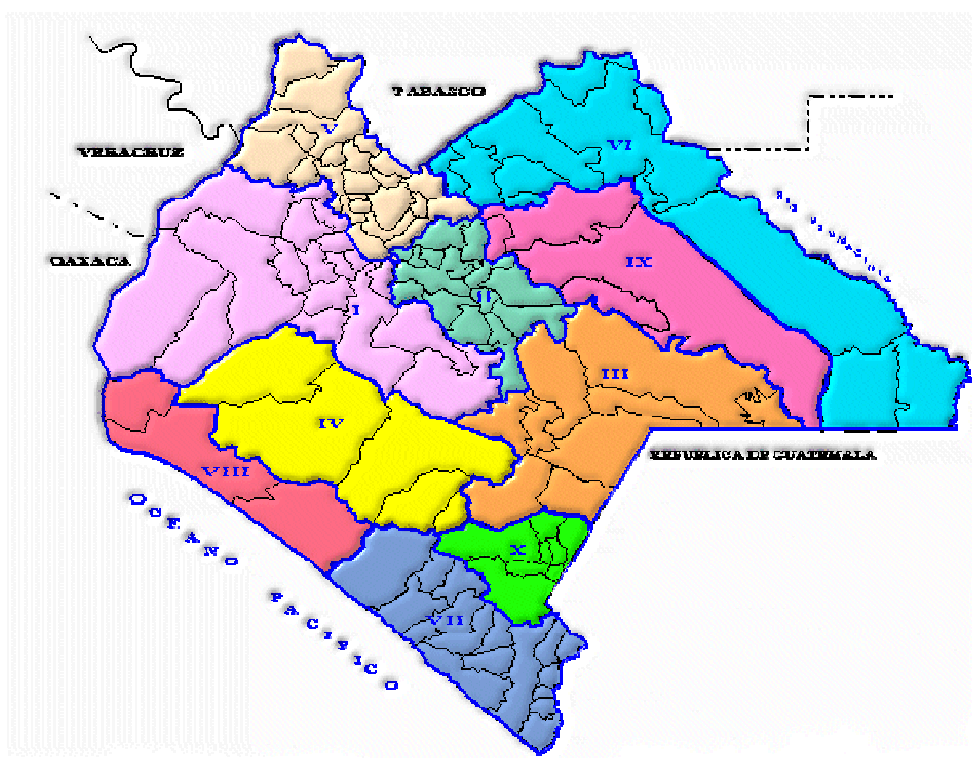 TABASCO
V
VI
VERACRUZ
OAXACA
IX
II
I
III
IV
REPUBLICA DE GUATEMALA
VIII
OCEANO PACIFICO
X
VII